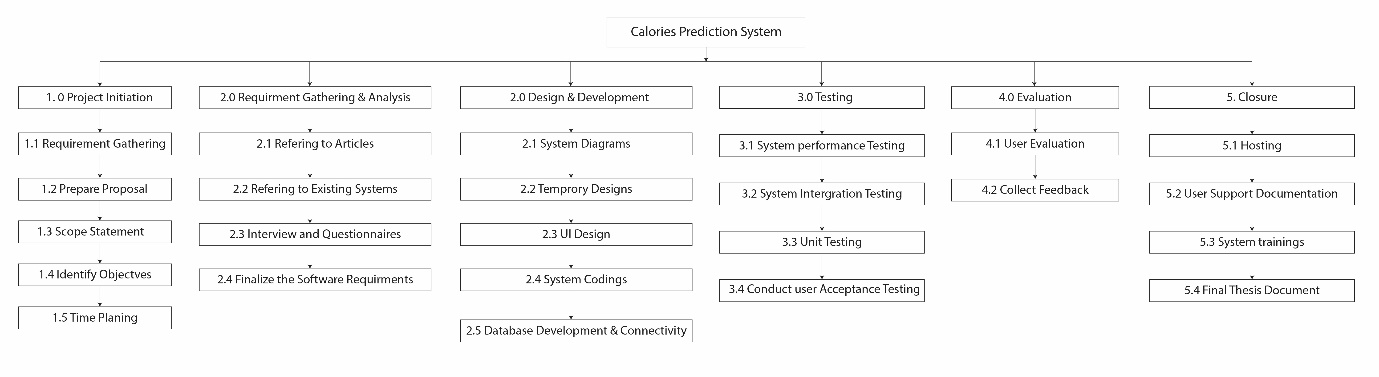 Calories Prediction System
1. 0 Project Initiation
1.1 Requirement Gathering
1.2 Prepare Proposal
1.3 Scope Statement
1.4 Identify Objectves
1.5 Time Planing
2.0 Requirment Gathering & Analysis
2.1 Refering to Articles
2.2 Refering to Existing Systems
2.3 Interview and Questionnaires
2.4 Finalize the Software Requirments
2.0 Design & Development
2.1 System Diagrams
2.2 Temprory Designs
2.3 UI Design
2.4 System Codings
2.5 Database Development & Connectivity
3.0 Testing
3.1 System performance Testing
3.2 System Intergration Testing
3.3 Unit Testing
3.4 Conduct user Acceptance Testing
4.0 Evaluation
4.1 User Evaluation
4.2 Collect Feedback
5. Closure
5.1 Hosting
5.2 User Support Documentation
5.3 System trainings
5.4 Final Thesis Document